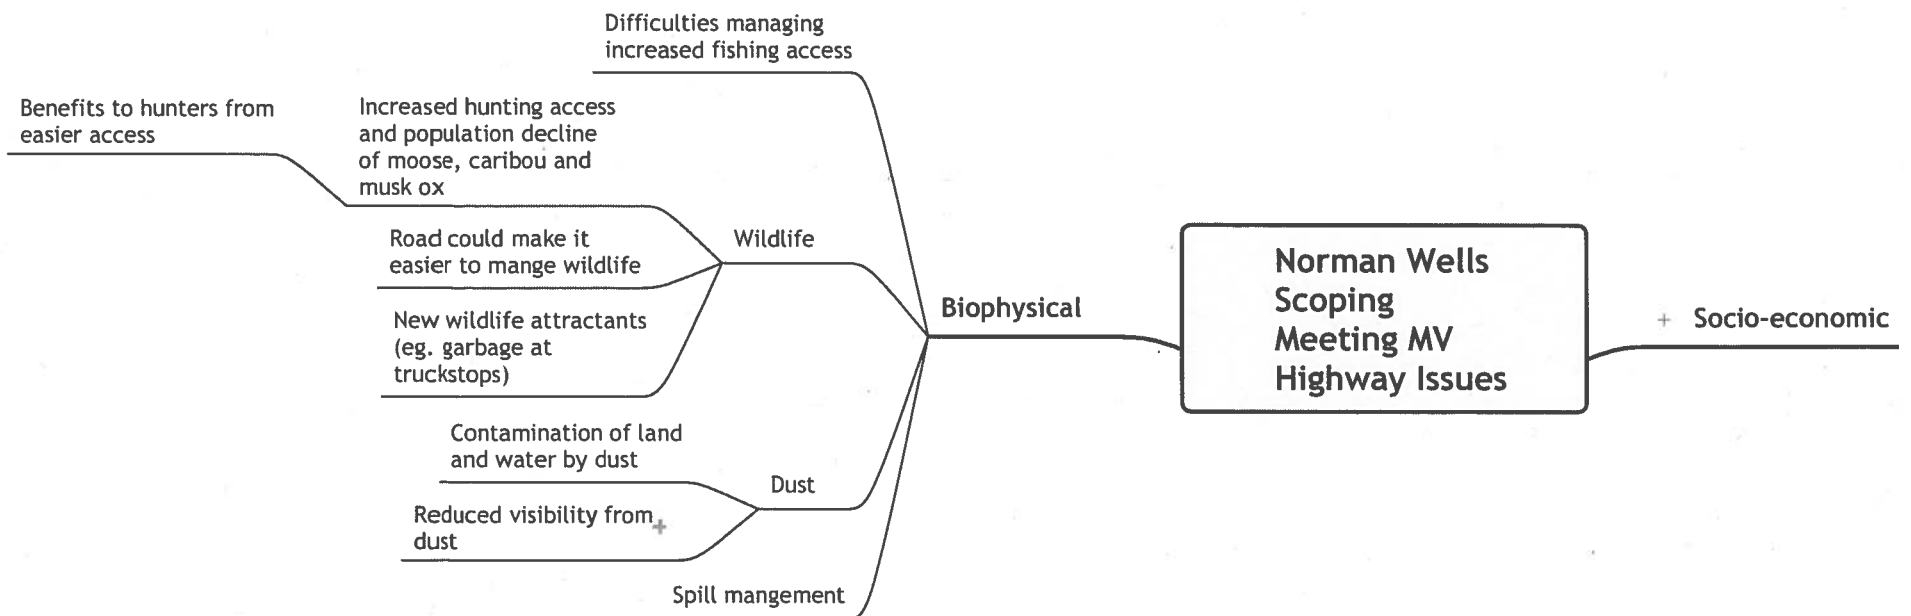 Difficulties managing
increased fishing access
Benefits to hunters from
easier access
Increased hunting access
and population decline
of moose, caribou and
musk ox
Road could make it
easier to mange wildlife
New wildlife attractants
(eg. garbage at
truckstops)
Wildlife
Contamination of land
and water by dust
Reduced visibility from
dust
Dust
Spill mangement
Biophysical
Norman Wells
Scoping
Meeting MV
Highway Issues
Socio-economic